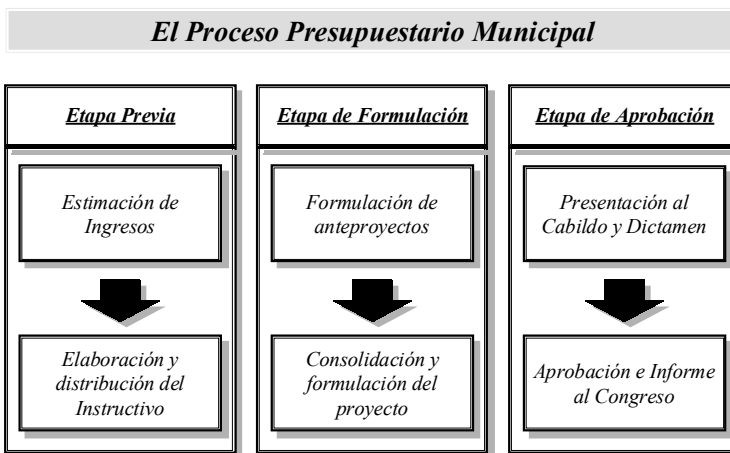 El Proceso Presupuestario Municipal
Etapa Previa
Estimación de
Ingresos
Elaboración y
distribución del
Instructivo
Etapa de Formulación
Formulación de
anteproyectos
Consolidación y
formulación del
proyecto
Etapa de Aprobación
Presentación al
Cabildo y Dictamen
Aprobación e Informe
al Congreso